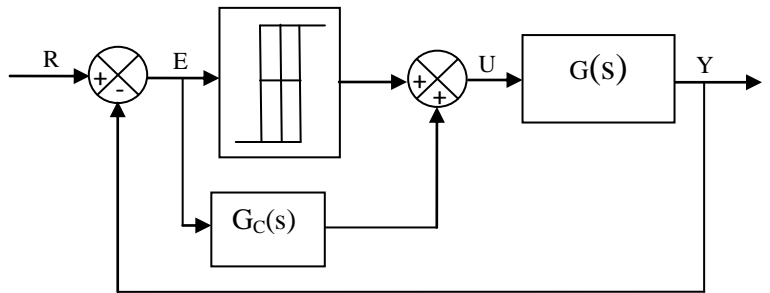 R
E
U
G(s)
Y
+
-
+
+
G_C(s)